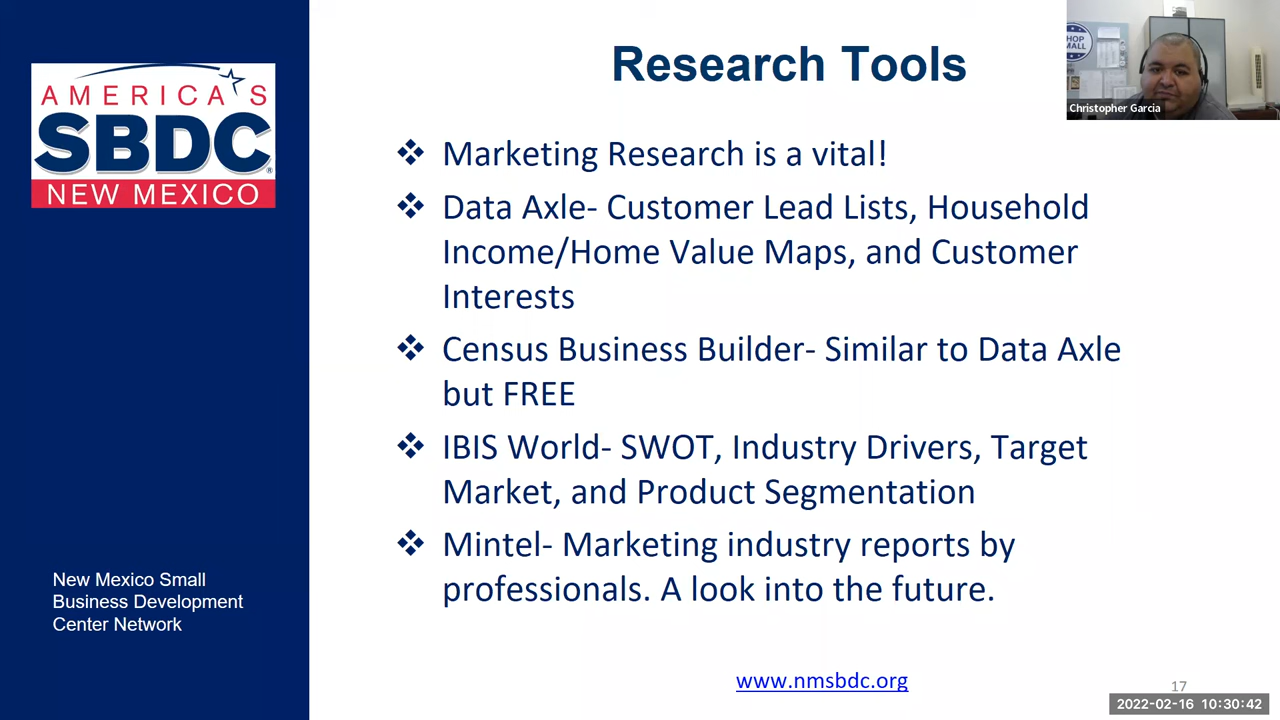 AMERICA'S
SBDC®
NEW MEXICO
New Mexico Small
Business Development
Center Network
Research Tools
❖ Marketing Research is a vital!
❖ Data Axle- Customer Lead Lists, Household
Income/Home Value Maps, and Customer
Interests
❖ Census Business Builder- Similar to Data Axle
but FREE
❖ IBIS World- SWOT, Industry Drivers, Target
Market, and Product Segmentation
❖ Mintel- Marketing industry reports by
professionals. A look into the future.
www.nmsbdc.org
17
2022-02-16 10:30:42
Christopher Garcia